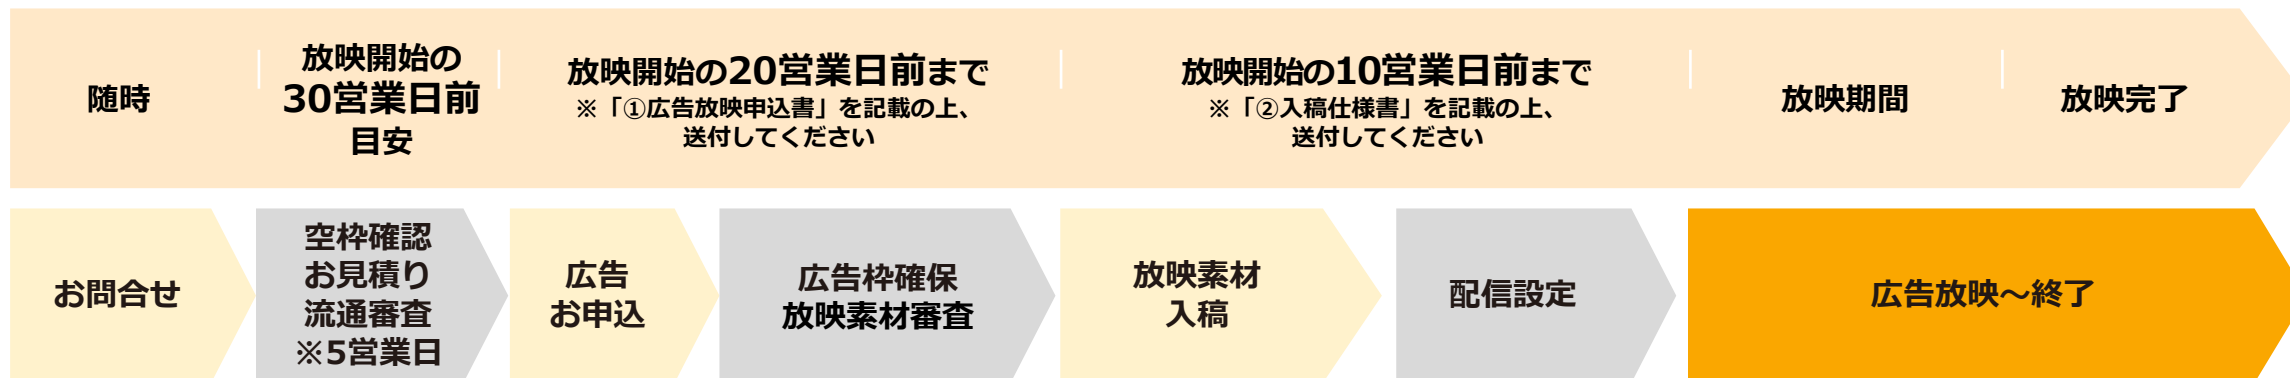 随時
放映開始の
30営業日前
目安
放映開始の20営業日前まで
※「①広告放映申込書」を記載の上、
送付してください
放映開始の10営業日前まで
※「②入稿仕様書」を記載の上、
送付してください
放映期間
放映完了
お問合せ
空枠確認
お見積り
流通審査
※5営業日
広告
お申込
広告枠確保
放映素材審査
放映素材
入稿
配信設定
広告放映～終了